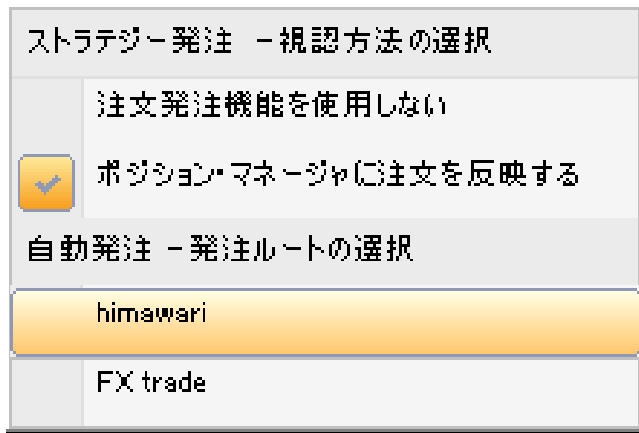 ストラテジー発注 －視認方法の選択
注文発注機能を使用しない
ポジション・マネージャに注文を反映する
自動発注 －発注ルートの選択
himawari
FX trade